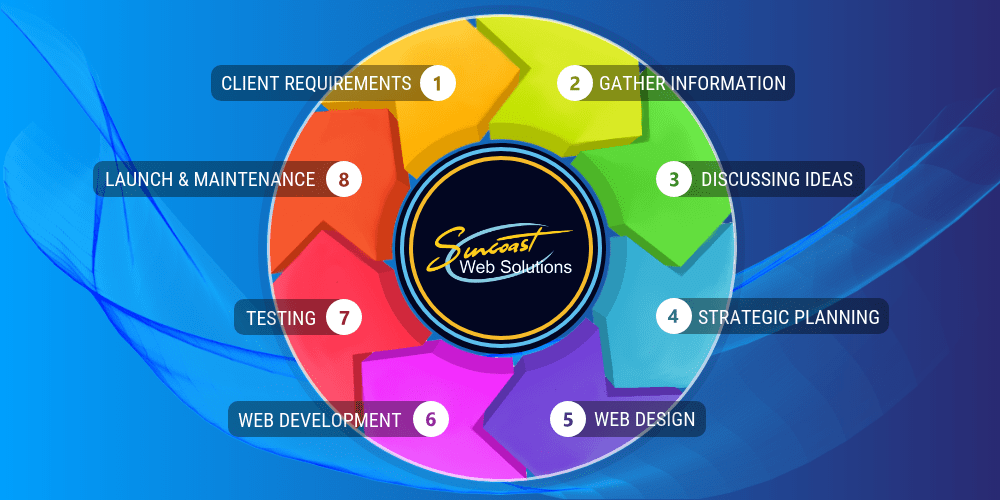 CLIENT REQUIREMENTS 1
2 GATHER INFORMATION
3 DISCUSSING IDEAS
4 STRATEGIC PLANNING
5 WEB DESIGN
6 WEB DEVELOPMENT
7 TESTING
8 LAUNCH & MAINTENANCE
Suncoast
Web Solutions